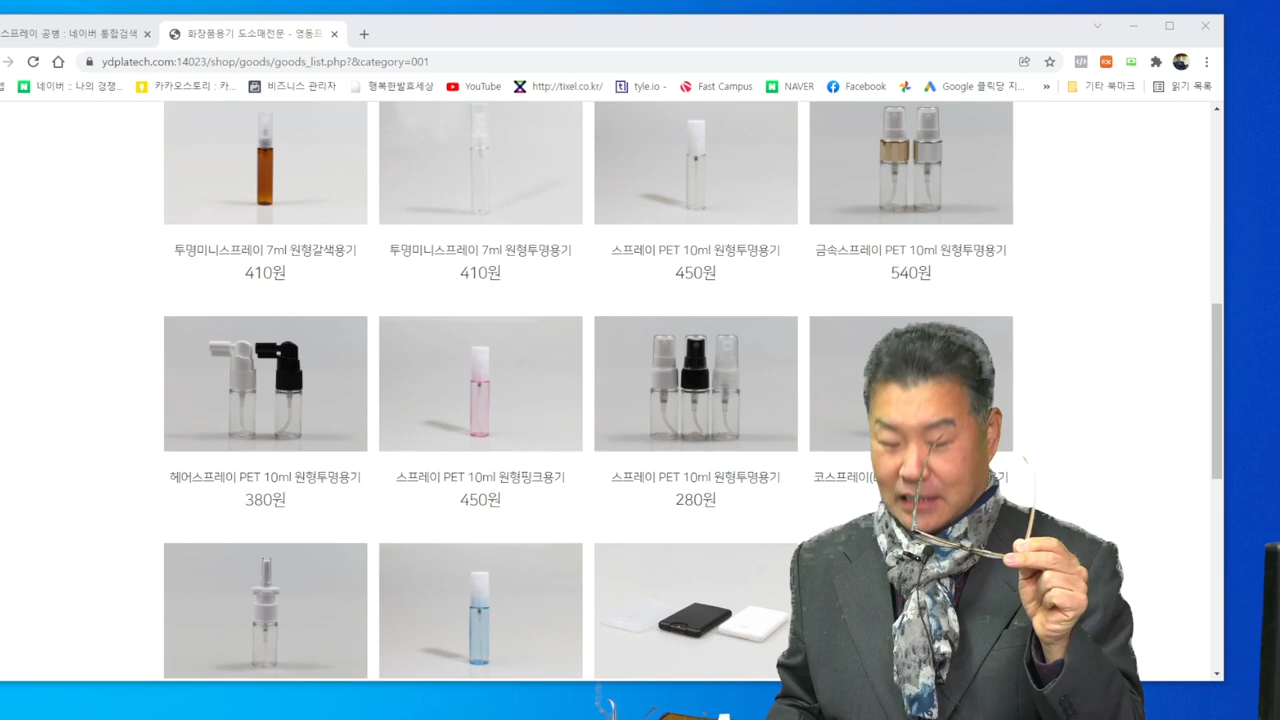 스프레이 공병 : 네이버 통합검색
화장품용기 도소매전문 - 영동프
ydplatech.com:14023/shop/goods/goods_list.php?&category=001
네이버 : 나의 경쟁...
카카오스토리 : 카...
비즈니스 관리자
행복한발효세상
YouTube
http://tixel.co.kr/
tyle.io -
Fast Campus
NAVER
Facebook
Google 클릭당 지...
»
기타 북마크
읽기 목록
투명미니스프레이 7ml 원형갈색용기
410원
투명미니스프레이 7ml 원형투명용기
410원
스프레이 PET 10ml 원형투명용기
450원
금속스프레이 PET 10ml 원형투명용기
540원
헤어스프레이 PET 10ml 원형투명용기
380원
스프레이 PET 10ml 원형핑크용기
450원
스프레이 PET 10ml 원형투명용기
280원
코스프레이